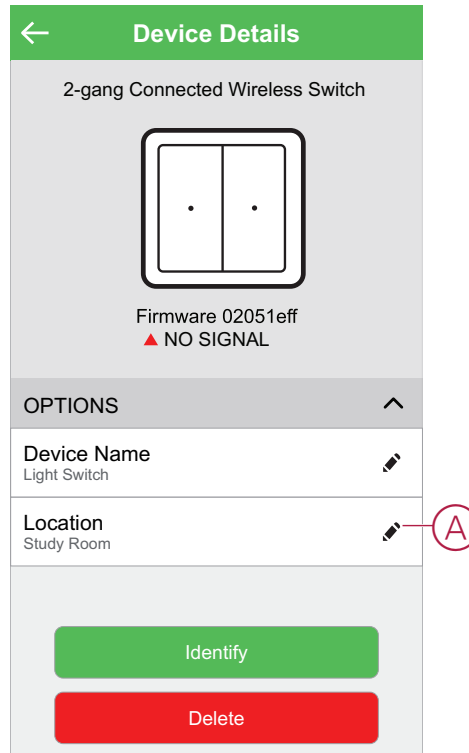 Device Details
2-gang Connected Wireless Switch
Firmware 02051eff
NO SIGNAL
OPTIONS
Device Name
Light Switch
Location
Study Room
A
Identify
Delete